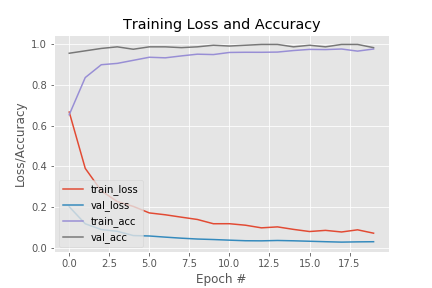 Training Loss and Accuracy
1.0
0.8
0.6
0.4
0.2
0.0
Loss/Accuracy
train_loss
val_loss
train_acc
val_acc
0.0 2.5 5.0 7.5 10.0 12.5 15.0 17.5
Epoch #